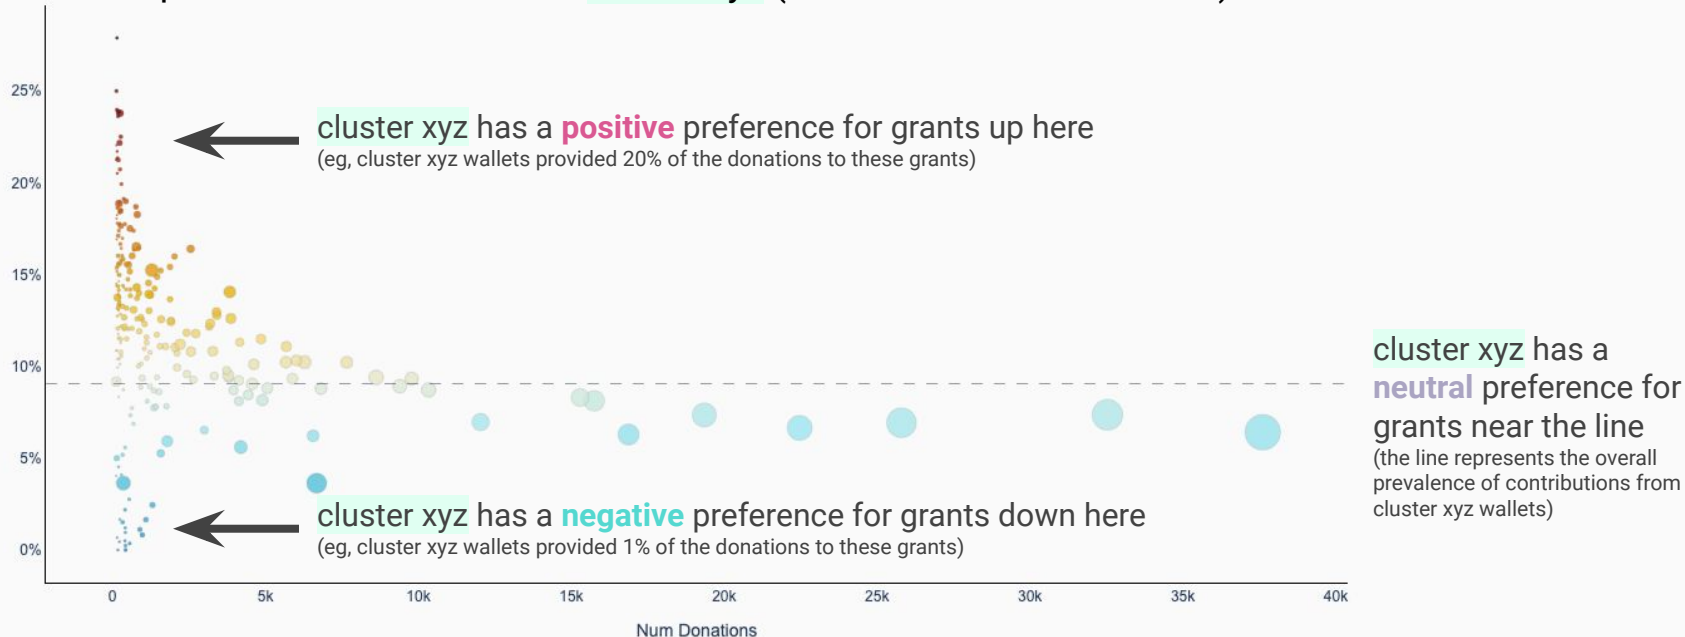 25%
cluster xyz has a positive preference for grants up here
(eg, cluster xyz wallets provided 20% of the donations to these grants)
20%
15%
10%
cluster xyz has a
neutral preference for
grants near the line
(the line represents the overall
prevalence of contributions from
cluster xyz wallets)
5%
cluster xyz has a negative preference for grants down here
(eg, cluster xyz wallets provided 1% of the donations to these grants)
0%
0 5k 10k 15k 20k 25k 30k 35k 40k
Num Donations